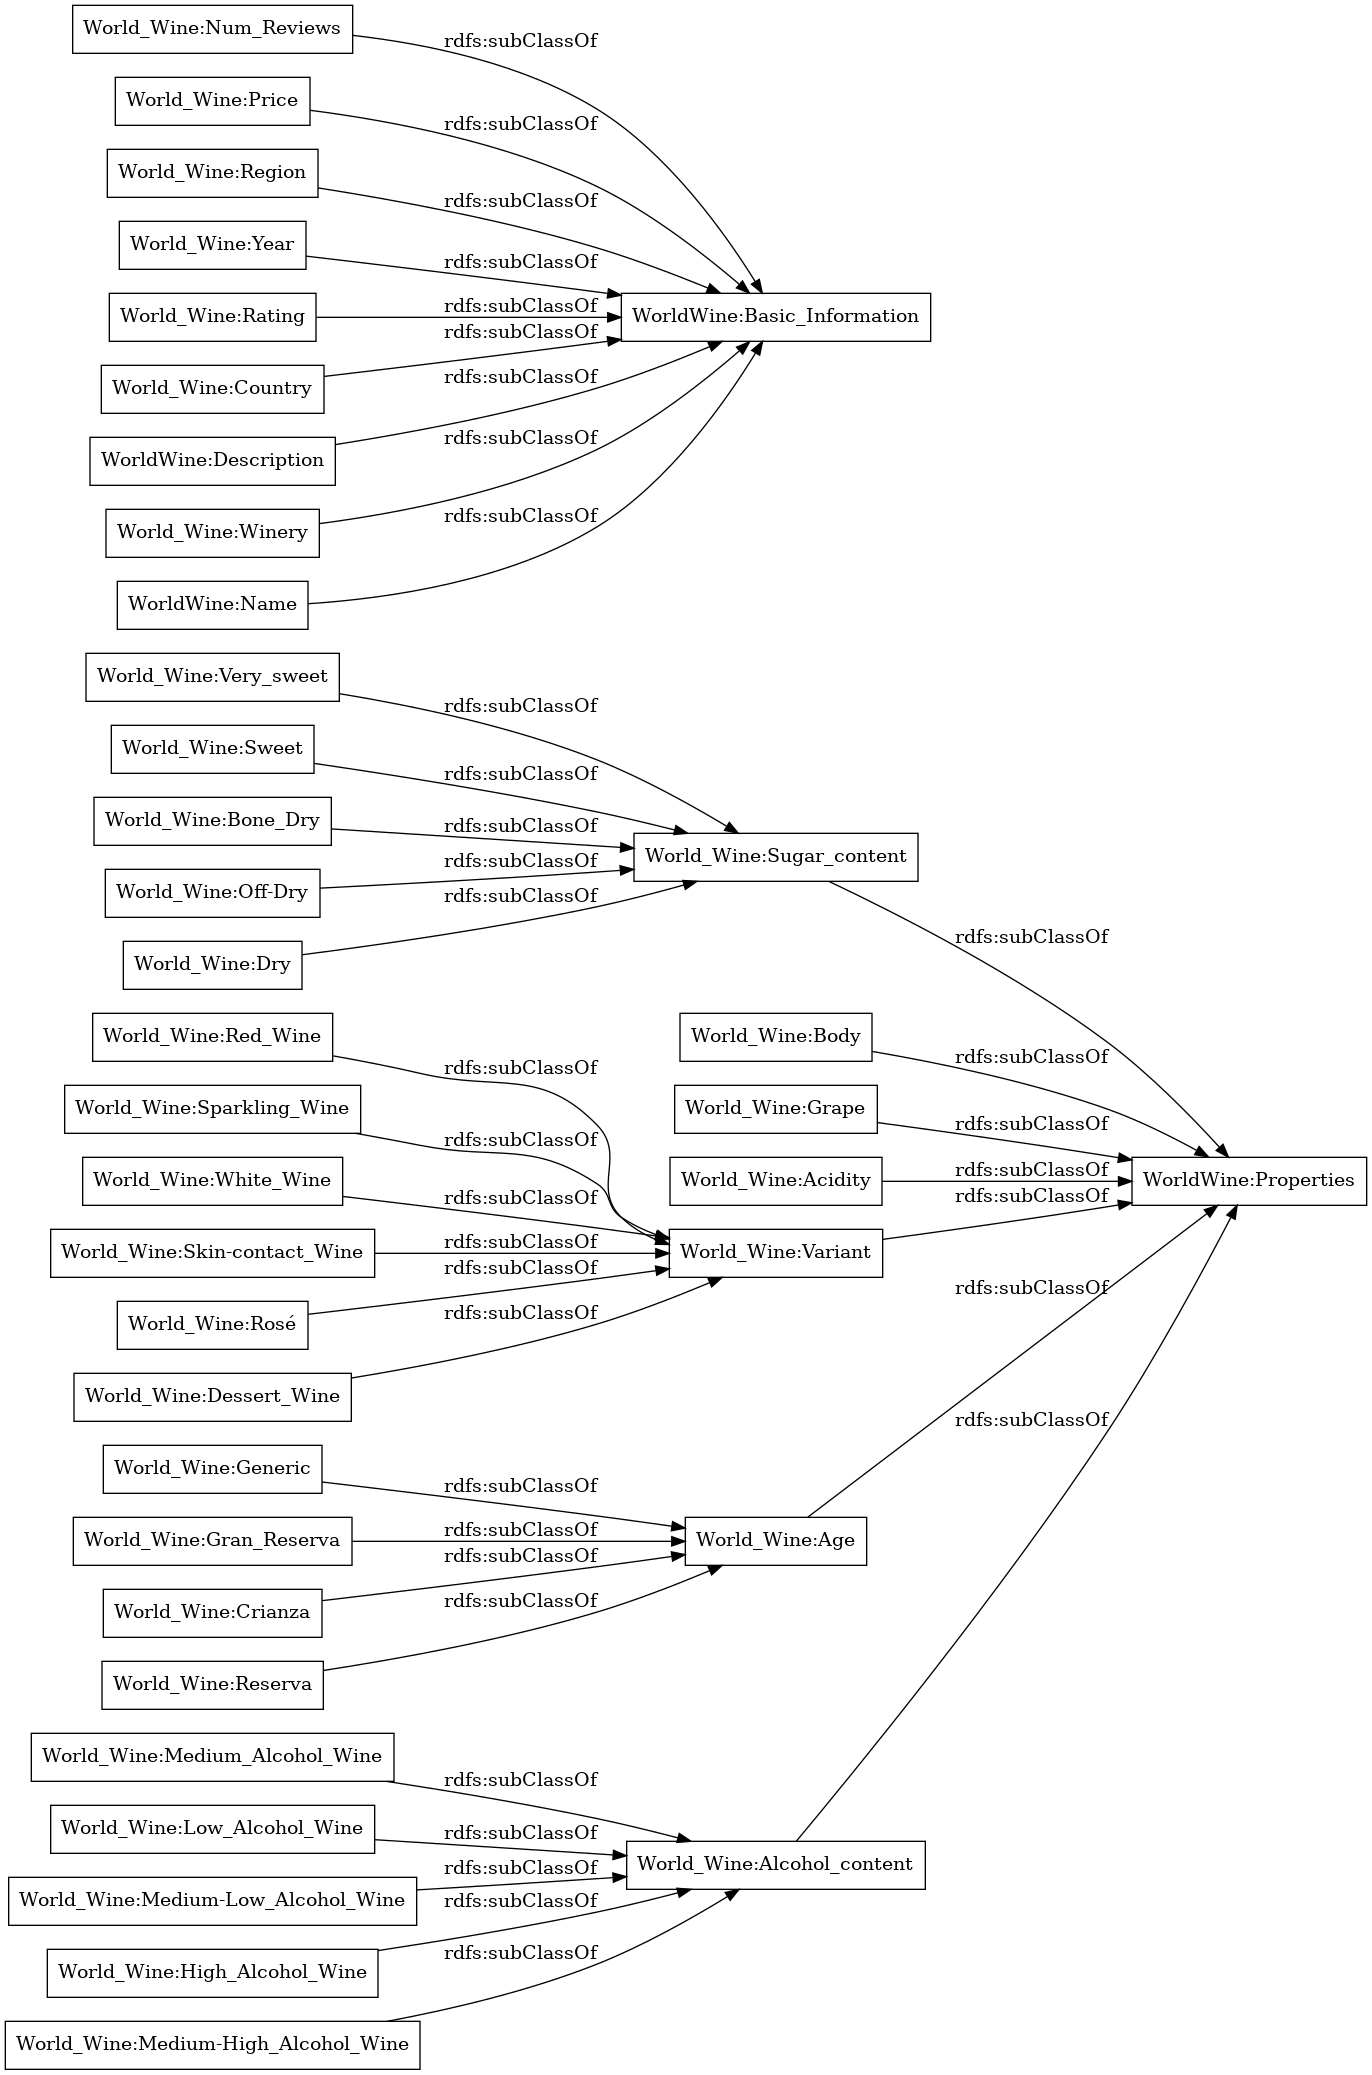 World_Wine:Num_Reviews
rdfs:subClassOf
World_Wine:Price
rdfs:subClassOf
World_Wine:Region
rdfs:subClassOf
World_Wine:Year
rdfs:subClassOf
World_Wine:Rating
rdfs:subClassOf
WorldWine:Basic_Information
rdfs:subClassOf
World_Wine:Country
rdfs:subClassOf
WorldWine:Description
rdfs:subClassOf
World_Wine:Winery
rdfs:subClassOf
WorldWine:Name
World_Wine:Very_sweet
rdfs:subClassOf
World_Wine:Sweet
rdfs:subClassOf
World_Wine:Bone_Dry
rdfs:subClassOf
World_Wine:Sugar_content
rdfs:subClassOf
World_Wine:Off-Dry
rdfs:subClassOf
World_Wine:Dry
rdfs:subClassOf
World_Wine:Red_Wine
World_Wine:Body
rdfs:subClassOf
rdfs:subClassOf
World_Wine:Sparkling_Wine
World_Wine:Grape
rdfs:subClassOf
rdfs:subClassOf
World_Wine:White_Wine
World_Wine:Acidity
rdfs:subClassOf
WorldWine:Properties
rdfs:subClassOf
rdfs:subClassOf
World_Wine:Skin-contact_Wine
rdfs:subClassOf
World_Wine:Variant
rdfs:subClassOf
rdfs:subClassOf
World_Wine:Rosé
rdfs:subClassOf
World_Wine:Dessert_Wine
rdfs:subClassOf
World_Wine:Generic
rdfs:subClassOf
World_Wine:Gran_Reserva
rdfs:subClassOf
World_Wine:Age
rdfs:subClassOf
World_Wine:Crianza
rdfs:subClassOf
World_Wine:Reserva
World_Wine:Medium_Alcohol_Wine
rdfs:subClassOf
World_Wine:Low_Alcohol_Wine
rdfs:subClassOf
World_Wine:Alcohol_content
rdfs:subClassOf
World_Wine:Medium-Low_Alcohol_Wine
rdfs:subClassOf
World_Wine:High_Alcohol_Wine
rdfs:subClassOf
World_Wine:Medium-High_Alcohol_Wine